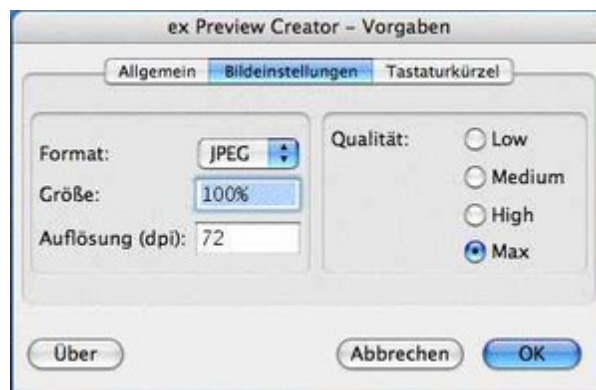 ex Preview Creator – Vorgaben
Allgemein Bildeinstellungen Tastaturkürzel
Format: JPEG
Größe: 100%
Auflösung (dpi): 72
Qualität: Low
Medium
High
Max
Über Abbrechen OK